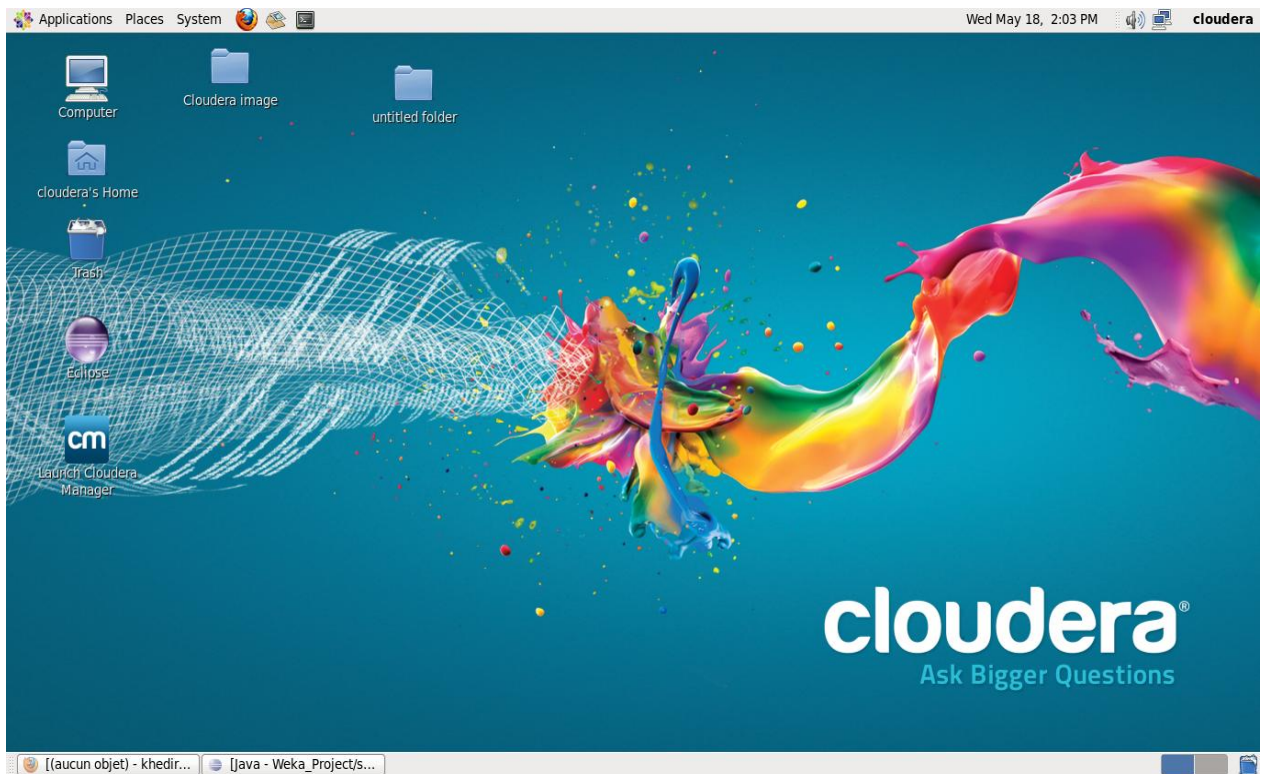 Applications Places System
Wed May 18, 2:03 PM
cloudera
Computer
Cloudera image
untitled folder
cloudera's Home
Trash
Eclipse
cm
Launch Cloudera
Manager
cloudera®
Ask Bigger Questions
[(aucun objet) - khedir...
[Java - Weka_Project/s...